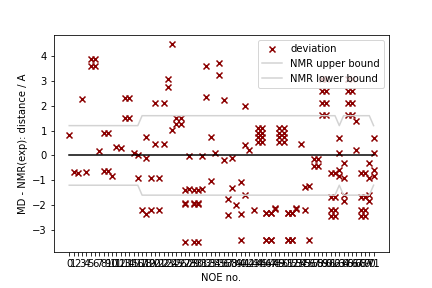 deviation
NMR upper bound
NMR lower bound
MD - NMR(exp): distance / A
4
3
2
1
0
−1
−2
−3
NOE no.